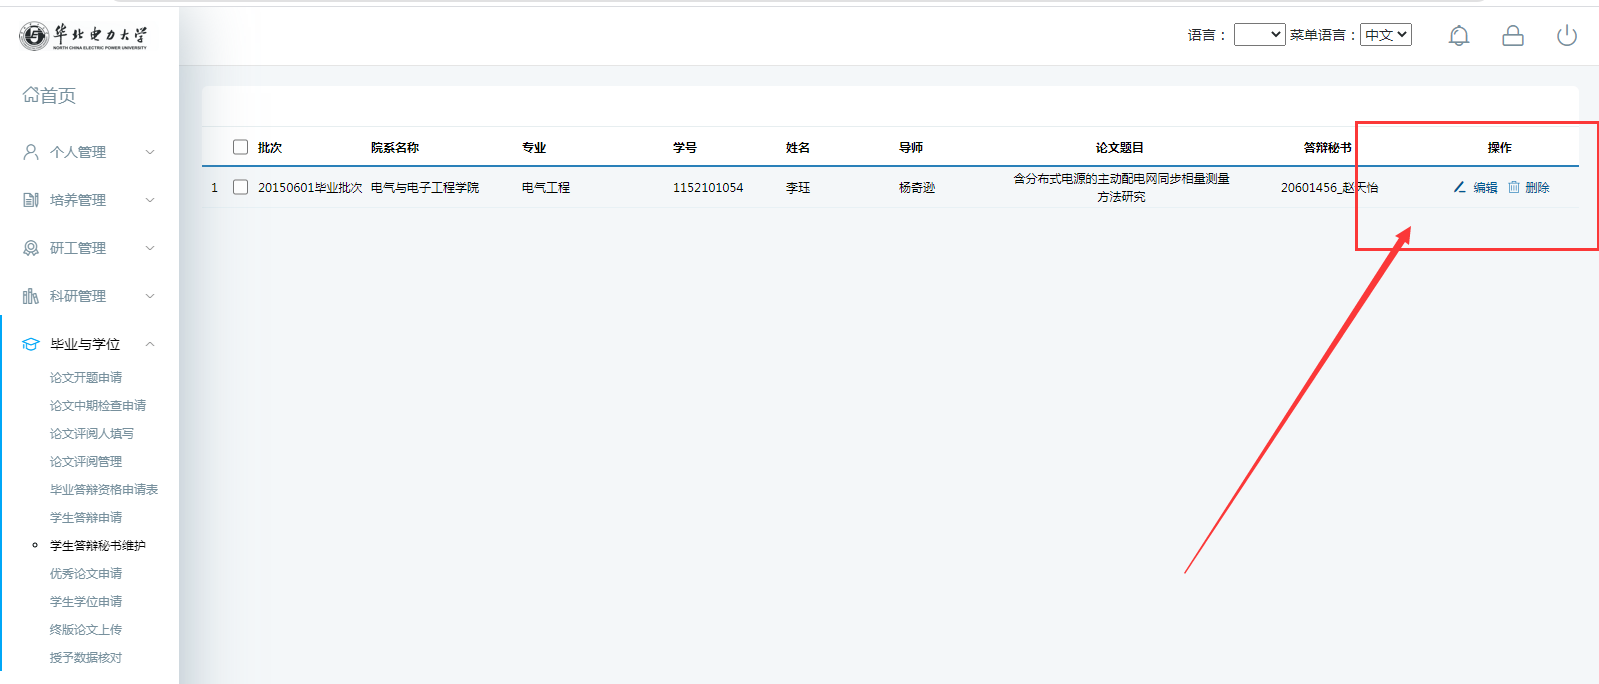 华北电力大学
NORTH CHINA ELECTRIC POWER UNIVERSITY
语言： 菜单语言：中文
首页
个人管理
培养管理
研工管理
科研管理
毕业与学位
论文开题申请
论文中期检查申请
论文评阅人填写
论文评阅管理
毕业答辩资格申请表
学生答辩申请
学生答辩秘书维护
优秀论文申请
学生学位申请
终版论文上传
授予数据核对
批次 院系名称 专业 学号 姓名 导师 论文题目 答辩秘书 操作
1 20150601毕业批次 电气与电子工程学院 电气工程 1152101054 李珏 杨奇逊 含分布式电源的主动配电网同步相量测量 20601456_赵天怡 编辑 删除
方法研究